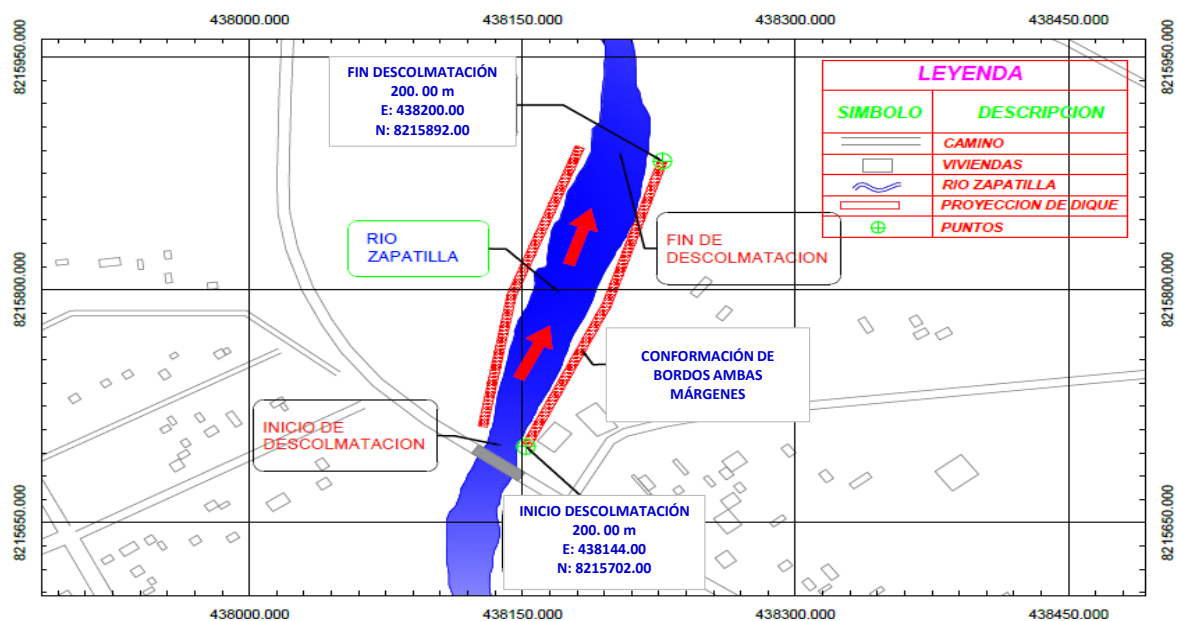 438000.000
438150.000
438300.000
438450.000
8215950.000
8215950.000
FIN DESCOLMATACIÓN
200. 00 m
E: 438200.00
N: 8215892.00
LEYENDA
SIMBOLO
DESCRIPCION
CAMINO
VIVIENDAS
RIO ZAPATILLA
PROYECCION DE DIQUE
PUNTOS
RIO
ZAPATILLA
FIN DE
DESCOLMATACION
8215800.000
8215800.000
CONFORMACIÓN DE
BORDOS AMBAS
MÁRGENES
INICIO DE
DESCOLMATACION
INICIO DESCOLMATACIÓN
200. 00 m
E: 438144.00
N: 8215702.00
8215650.000
8215650.000
438000.000
438150.000
438300.000
438450.000